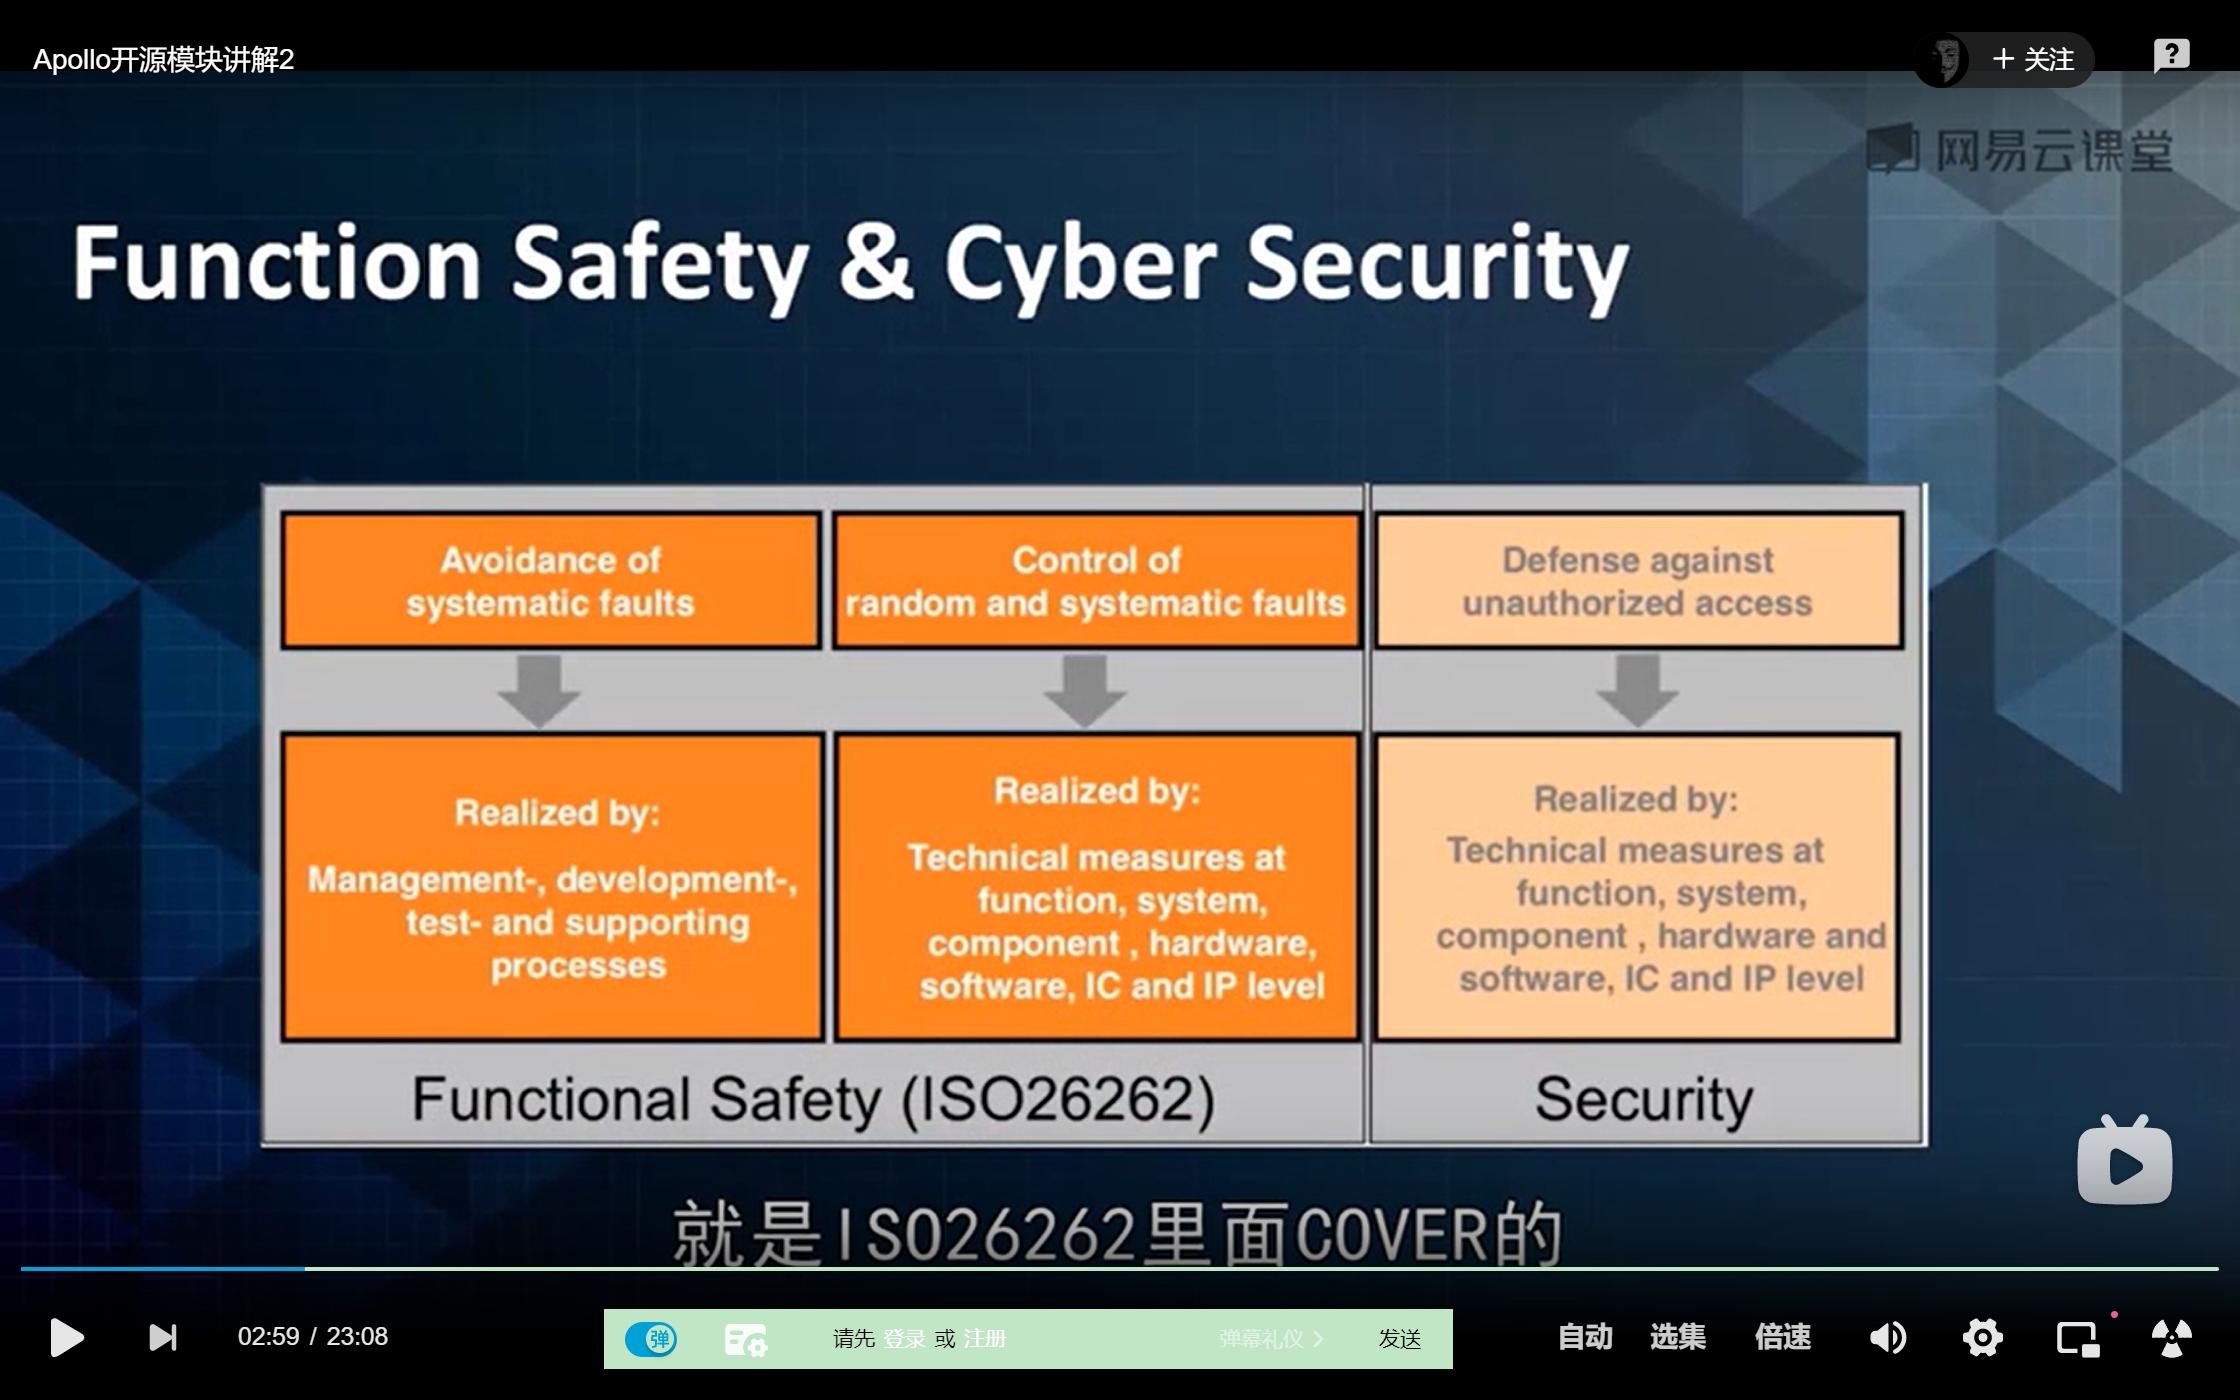 Apollo开源模块讲解2
+ 关注
网易云课堂
Function Safety & Cyber Security
Avoidance of
systematic faults
Control of
random and systematic faults
Defense against
unauthorized access
Realized by:
Management-, development-,
test- and supporting
processes
Realized by:
Technical measures at
function, system,
component , hardware,
software, IC and IP level
Realized by:
Technical measures at
function, system,
component , hardware and
software, IC and IP level
Functional Safety (ISO26262)
Security
就是ISO26262里面COVER的
02:59 / 23:08
弹
请先 登录 或 注册
弹幕礼仪 >
发送
自动
选集
倍速